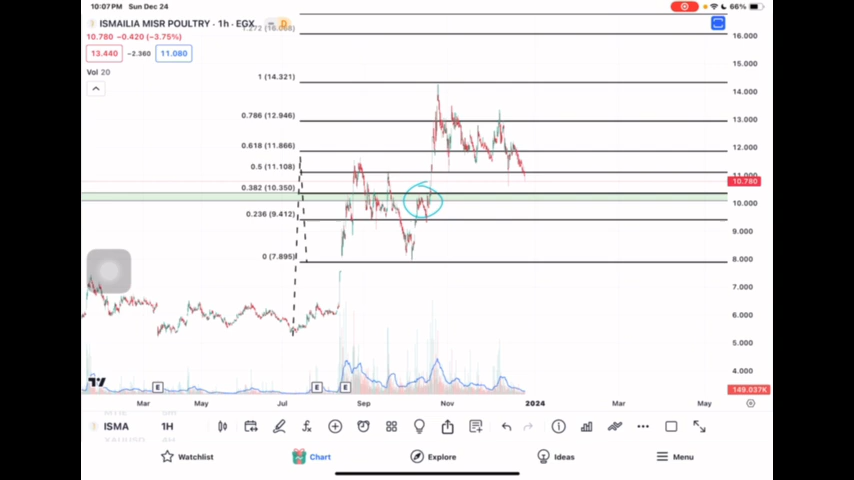 10:07 PM Sun Dec 24
66%
ISMAILIA MISR POULTRY · 1h · EGX
D
10.780 −0.420 (−3.75%)
13.440 −2.360 11.080
Vol 20
1.272 (16.068)
1 (14.321)
0.786 (12.946)
0.618 (11.866)
0.5 (11.108)
0.382 (10.350)
0.236 (9.412)
0 (7.895)
16.000
15.000
14.000
13.000
12.000
11.000
10.780
10.000
9.000
8.000
7.000
6.000
5.000
4.000
149.037K
E E E
Mar May Jul Sep Nov 2024 Mar May
ISMA 1H
Watchlist Chart Explore Ideas Menu